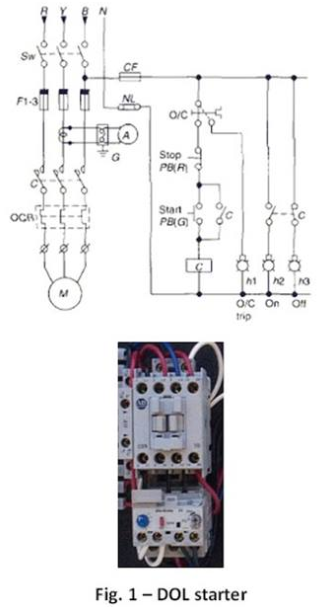 R Y B N
Sw
CF
F1-3
NL
O/C
A
G
Stop
PB(R)
C
Start
PB(G)
C
OCR
C
C
h1 h2 h3
M
O/C On Off
trip
Fig. 1 – DOL starter